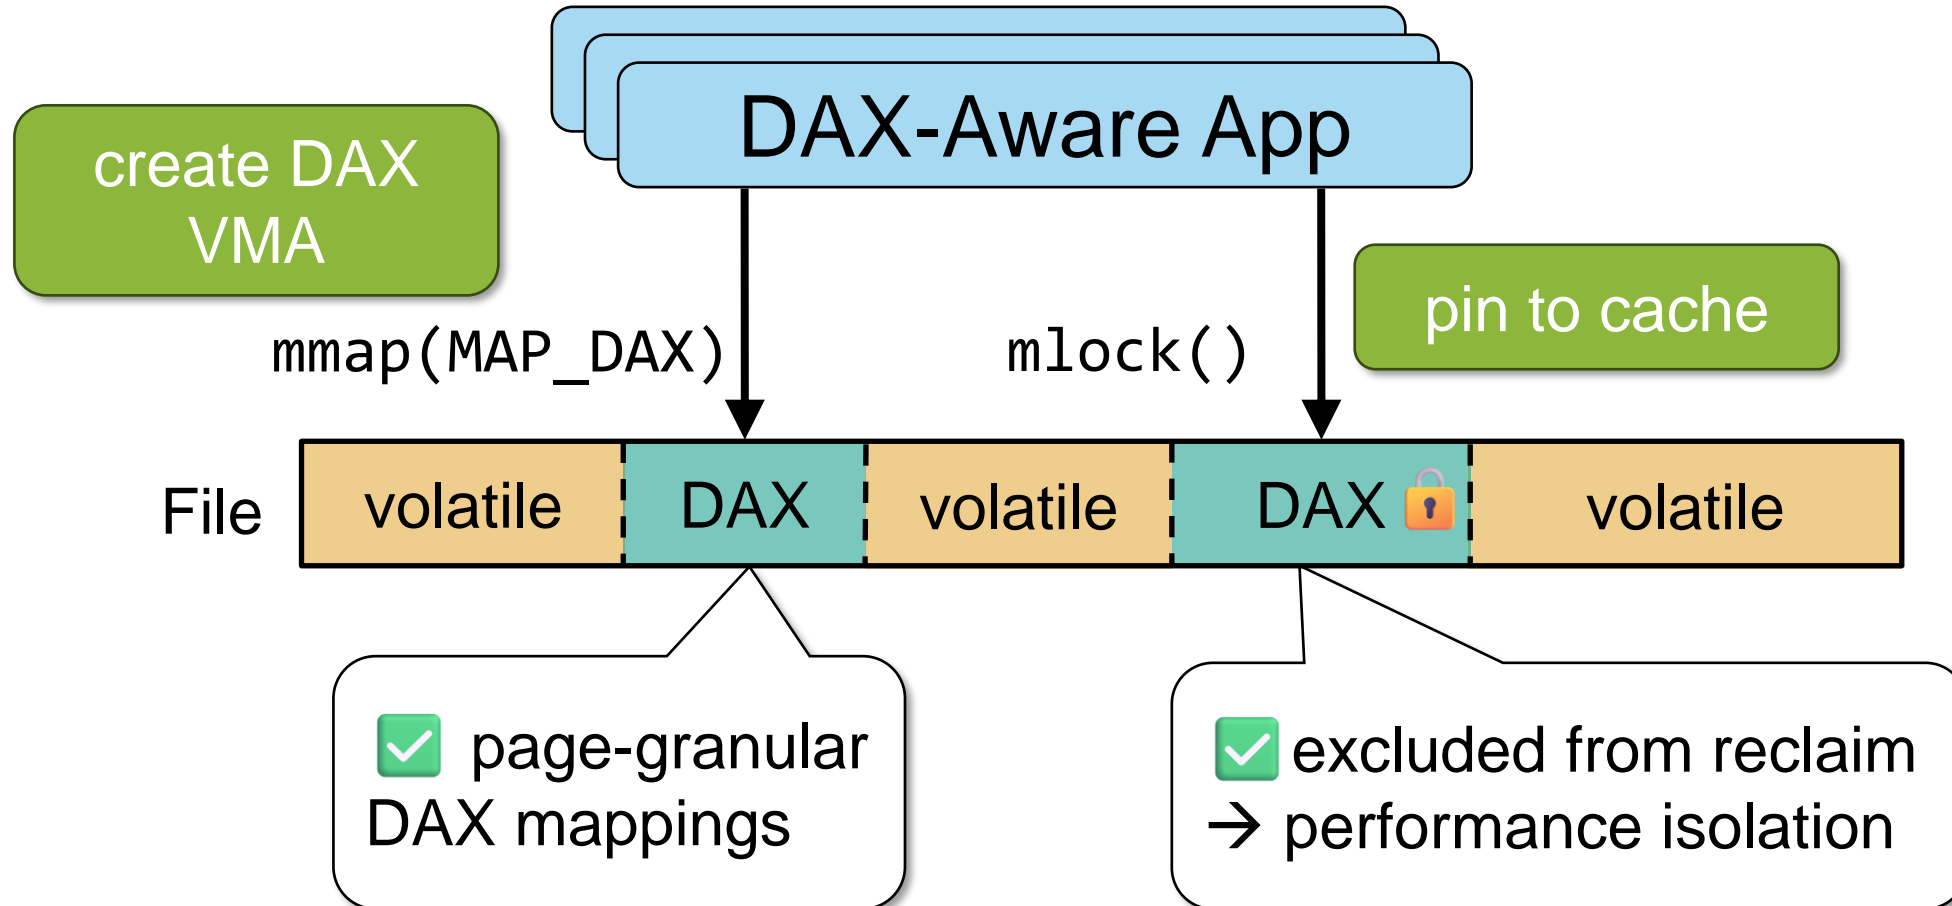 DAX-Aware App
create DAX
VMA
pin to cache
mmap(MAP_DAX)
mlock()
File
volatile
DAX
volatile
DAX
volatile
page-granular
DAX mappings
excluded from reclaim
→ performance isolation